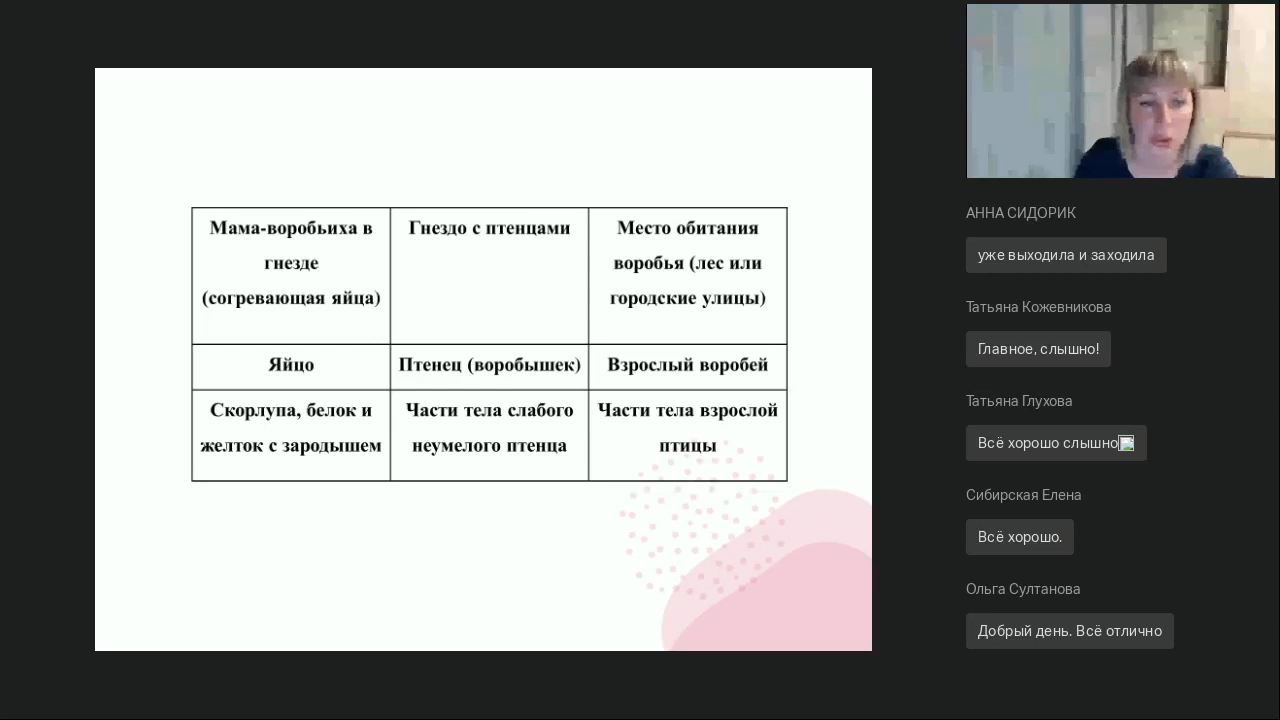 Мама-воробьиха в
гнезде
(согревающая яйца)
Гнездо с птенцами
Место обитания
воробья (лес или
городские улицы)
Яйцо
Птенец (воробышек)
Взрослый воробей
Скорлупа, белок и
желток с зародышем
Части тела слабого
неумелого птенца
Части тела взрослой
птицы
АННА СИДОРИК
уже выходила и заходила
Татьяна Кожевникова
Главное, слышно!
Татьяна Глухова
Всё хорошо слышно
Сибирская Елена
Всё хорошо.
Ольга Султанова
Добрый день. Всё отлично